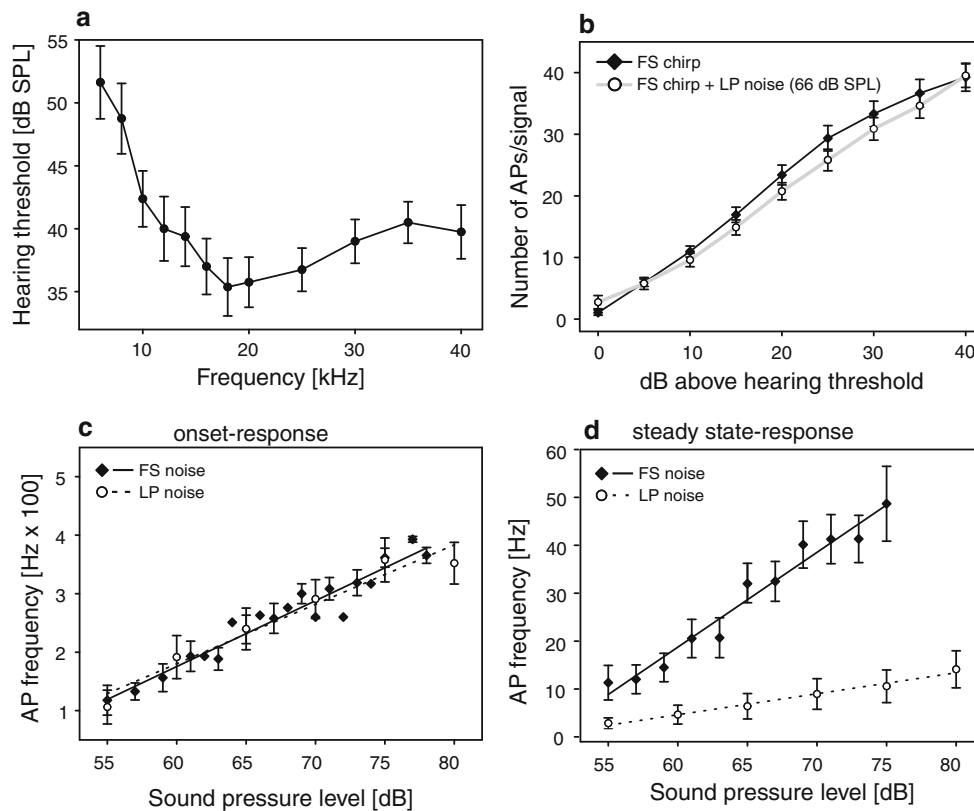 a
Hearing threshold [dB SPL]
55
50
45
40
35
10
20
30
40
Frequency [kHz]
b
FS chirp
FS chirp + LP noise (66 dB SPL)
Number of APs/signal
40
30
20
10
0
0
10
20
30
40
dB above hearing threshold
c
onset-response
FS noise
LP noise
AP frequency [Hz x 100]
5
4
3
2
1
55
60
65
70
75
80
Sound pressure level [dB]
d
steady state-response
FS noise
LP noise
AP frequency [Hz]
60
50
40
30
20
10
0
55
60
65
70
75
80
Sound pressure level [dB]